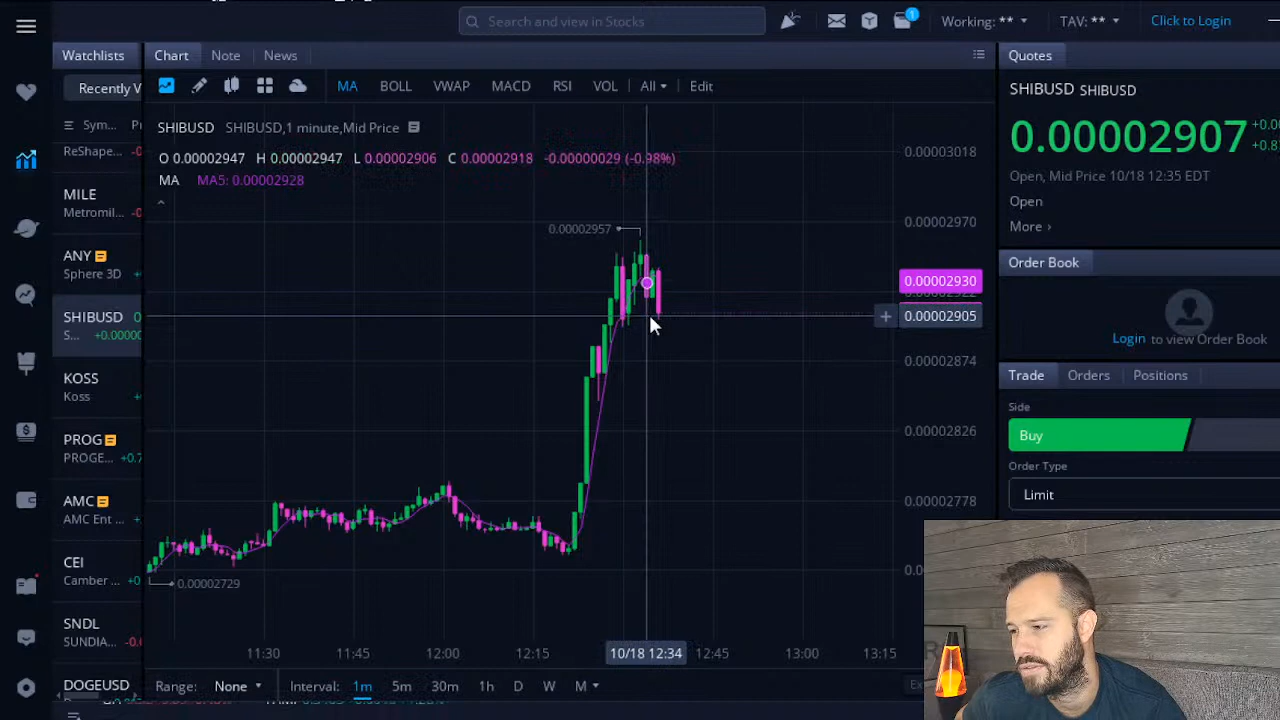 Search and view in Stocks
1
Working: **
TAV: **
Click to Login
Watchlists
Chart
Note
News
Quotes
Recently V
MA
BOLL
VWAP
MACD
RSI
VOL
All
Edit
SHIBUSD SHIBUSD
Sym...
ReShape...
SHIBUSD SHIBUSD,1 minute,Mid Price
0.00002907
O 0.00002947 H 0.00002947 L 0.00002906 C 0.00002918 -0.00000029 (-0.98%)
MA MA5: 0.00002928
Open, Mid Price 10/18 12:35 EDT
Open
More
Order Book
Login to view Order Book
Trade
Orders
Positions
Side
Buy
Order Type
Limit
MILE
Metromil...
ANY
Sphere 3D
SHIBUSD
S...
KOSS
Koss
PROG
PROGE...
AMC
AMC Ent ...
CEI
Camber ...
SNDL
SUNDIA...
DOGEUSD
0.00003018
0.00002970
0.00002930
0.00002905
0.00002874
0.00002826
0.00002778
0.00002957
0.00002729
11:30
11:45
12:00
12:15
10/18 12:34
12:45
13:00
13:15
Range: None
Interval: 1m 5m 30m 1h D W M